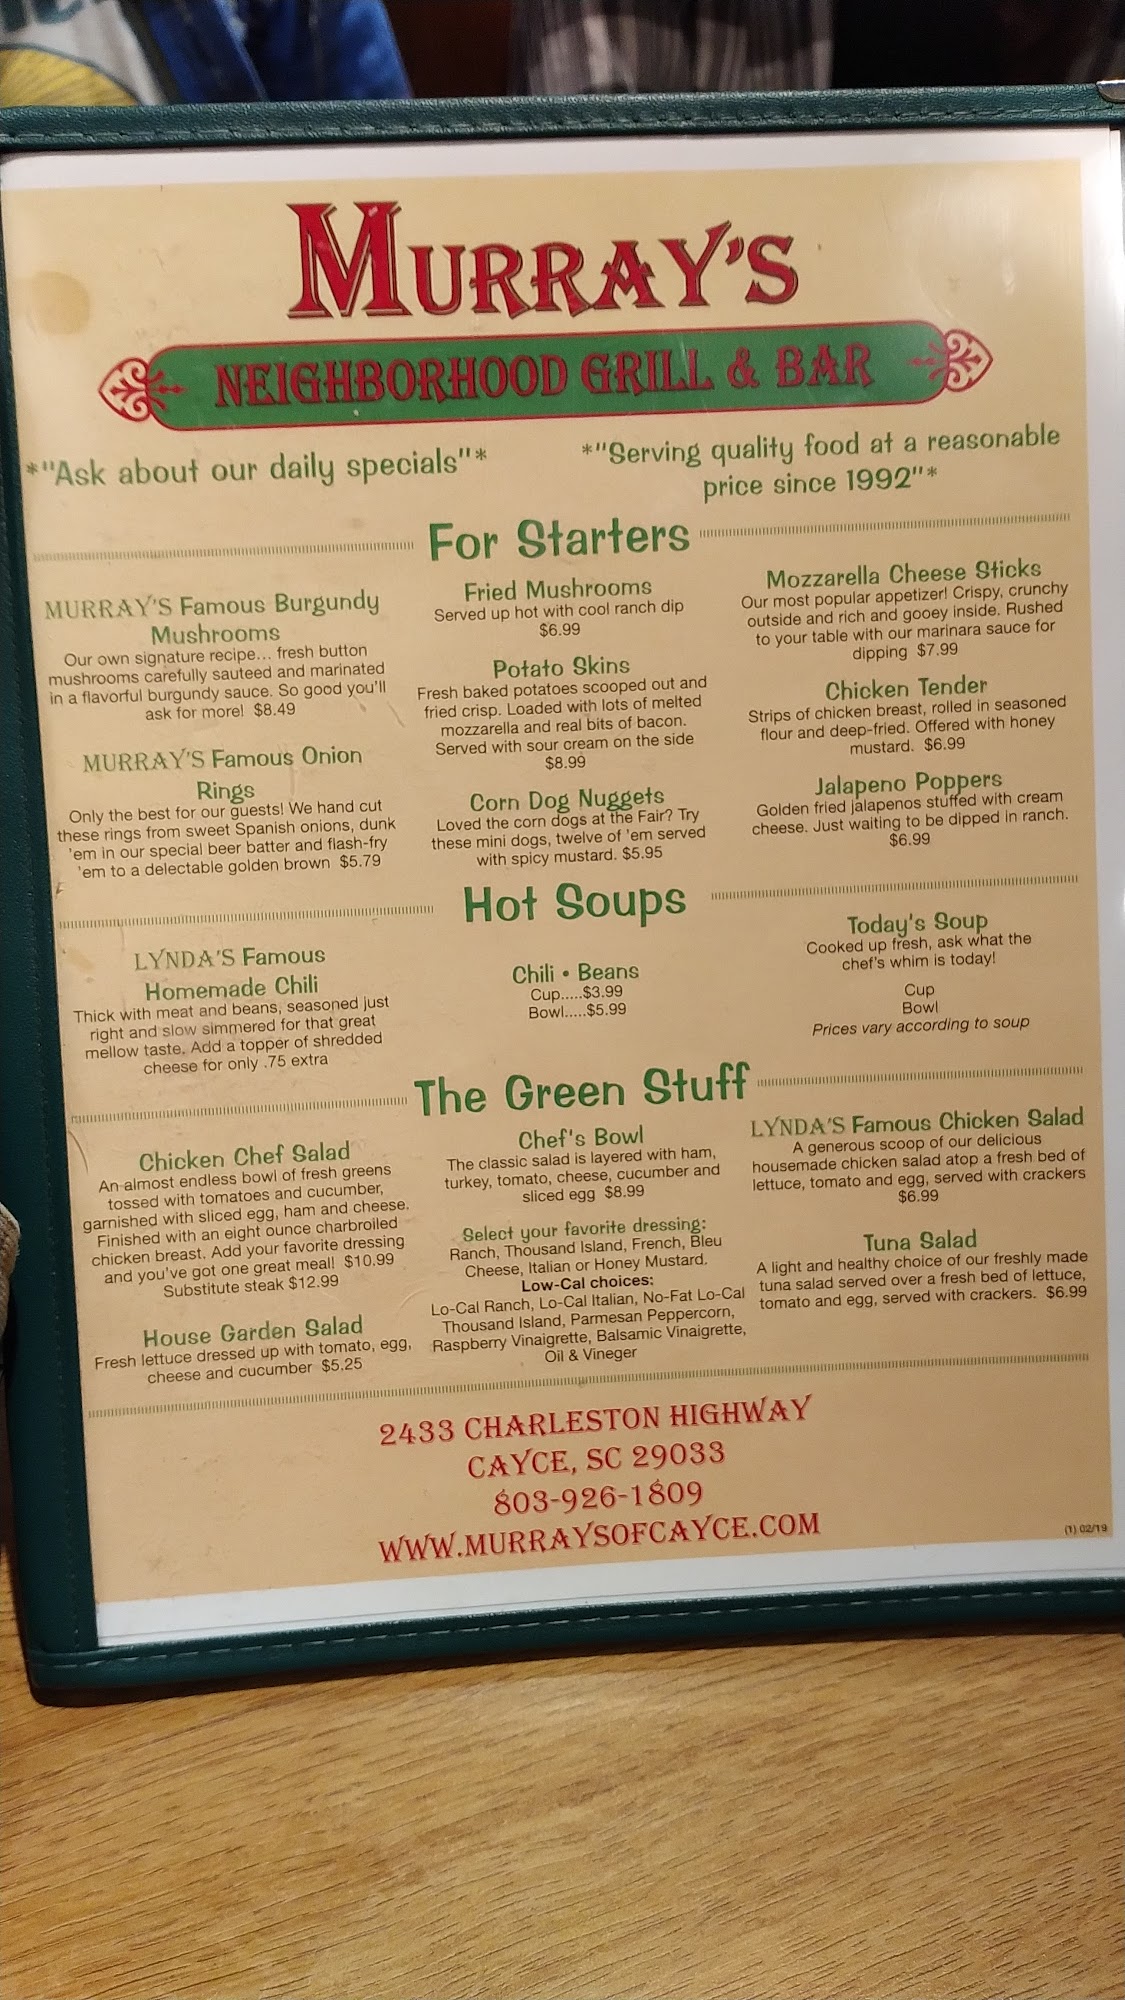 MURRAY'S
NEIGHBORHOOD GRILL & BAR
*"Ask about our daily specials"*
*"Serving quality food at a reasonable
price since 1992"*
For Starters
MURRAY'S Famous Burgundy
Mushrooms
Our own signature recipe... fresh button
mushrooms carefully sauteed and marinated
in a flavorful burgundy sauce. So good you'll
ask for more! $8.49
MURRAY'S Famous Onion
Rings
Only the best for our guests! We hand cut
these rings from sweet Spanish onions, dunk
'em in our special beer batter and flash-fry
'em to a delectable golden brown $5.79
Fried Mushrooms
Served up hot with cool ranch dip
$6.99
Potato Skins
Fresh baked potatoes scooped out and
fried crisp. Loaded with lots of melted
mozzarella and real bits of bacon.
Served with sour cream on the side
$8.99
Corn Dog Nuggets
Loved the corn dogs at the Fair? Try
these mini dogs, twelve of 'em served
with spicy mustard. $5.95
Mozzarella Cheese Sticks
Our most popular appetizer! Crispy, crunchy
outside and rich and gooey inside. Rushed
to your table with our marinara sauce for
dipping $7.99
Chicken Tender
Strips of chicken breast, rolled in seasoned
flour and deep-fried. Offered with honey
mustard. $6.99
Jalapeno Poppers
Golden fried jalapenos stuffed with cream
cheese. Just waiting to be dipped in ranch.
$6.99
Hot Soups
LYNDA'S Famous
Homemade Chili
Thick with meat and beans, seasoned just
right and slow simmered for that great
mellow taste. Add a topper of shredded
cheese for only .75 extra
Chili • Beans
Cup.....$3.99
Bowl.....$5.99
Today's Soup
Cooked up fresh, ask what the
chef's whim is today!
Cup
Bowl
Prices vary according to soup
The Green Stuff
Chicken Chef Salad
An almost endless bowl of fresh greens
tossed with tomatoes and cucumber,
garnished with sliced egg, ham and cheese.
Finished with an eight ounce charbroiled
chicken breast. Add your favorite dressing
and you've got one great meal! $10.99
Substitute steak $12.99
House Garden Salad
Fresh lettuce dressed up with tomato, egg,
cheese and cucumber $5.25
Chef's Bowl
The classic salad is layered with ham,
turkey, tomato, cheese, cucumber and
sliced egg $8.99
Select your favorite dressing:
Ranch, Thousand Island, French, Bleu
Cheese, Italian or Honey Mustard.
Low-Cal choices:
Lo-Cal Ranch, Lo-Cal Italian, No-Fat Lo-Cal
Thousand Island, Parmesan Peppercorn,
Raspberry Vinaigrette, Balsamic Vinaigrette,
Oil & Vineger
LYNDA'S Famous Chicken Salad
A generous scoop of our delicious
housemade chicken salad atop a fresh bed of
lettuce, tomato and egg, served with crackers
$6.99
Tuna Salad
A light and healthy choice of our freshly made
tuna salad served over a fresh bed of lettuce,
tomato and egg, served with crackers. $6.99
2433 CHARLESTON HIGHWAY
CAYCE, SC 29033
803-926-1809
WWW.MURRAYSOFCAYCE.COM
(1) 02/19